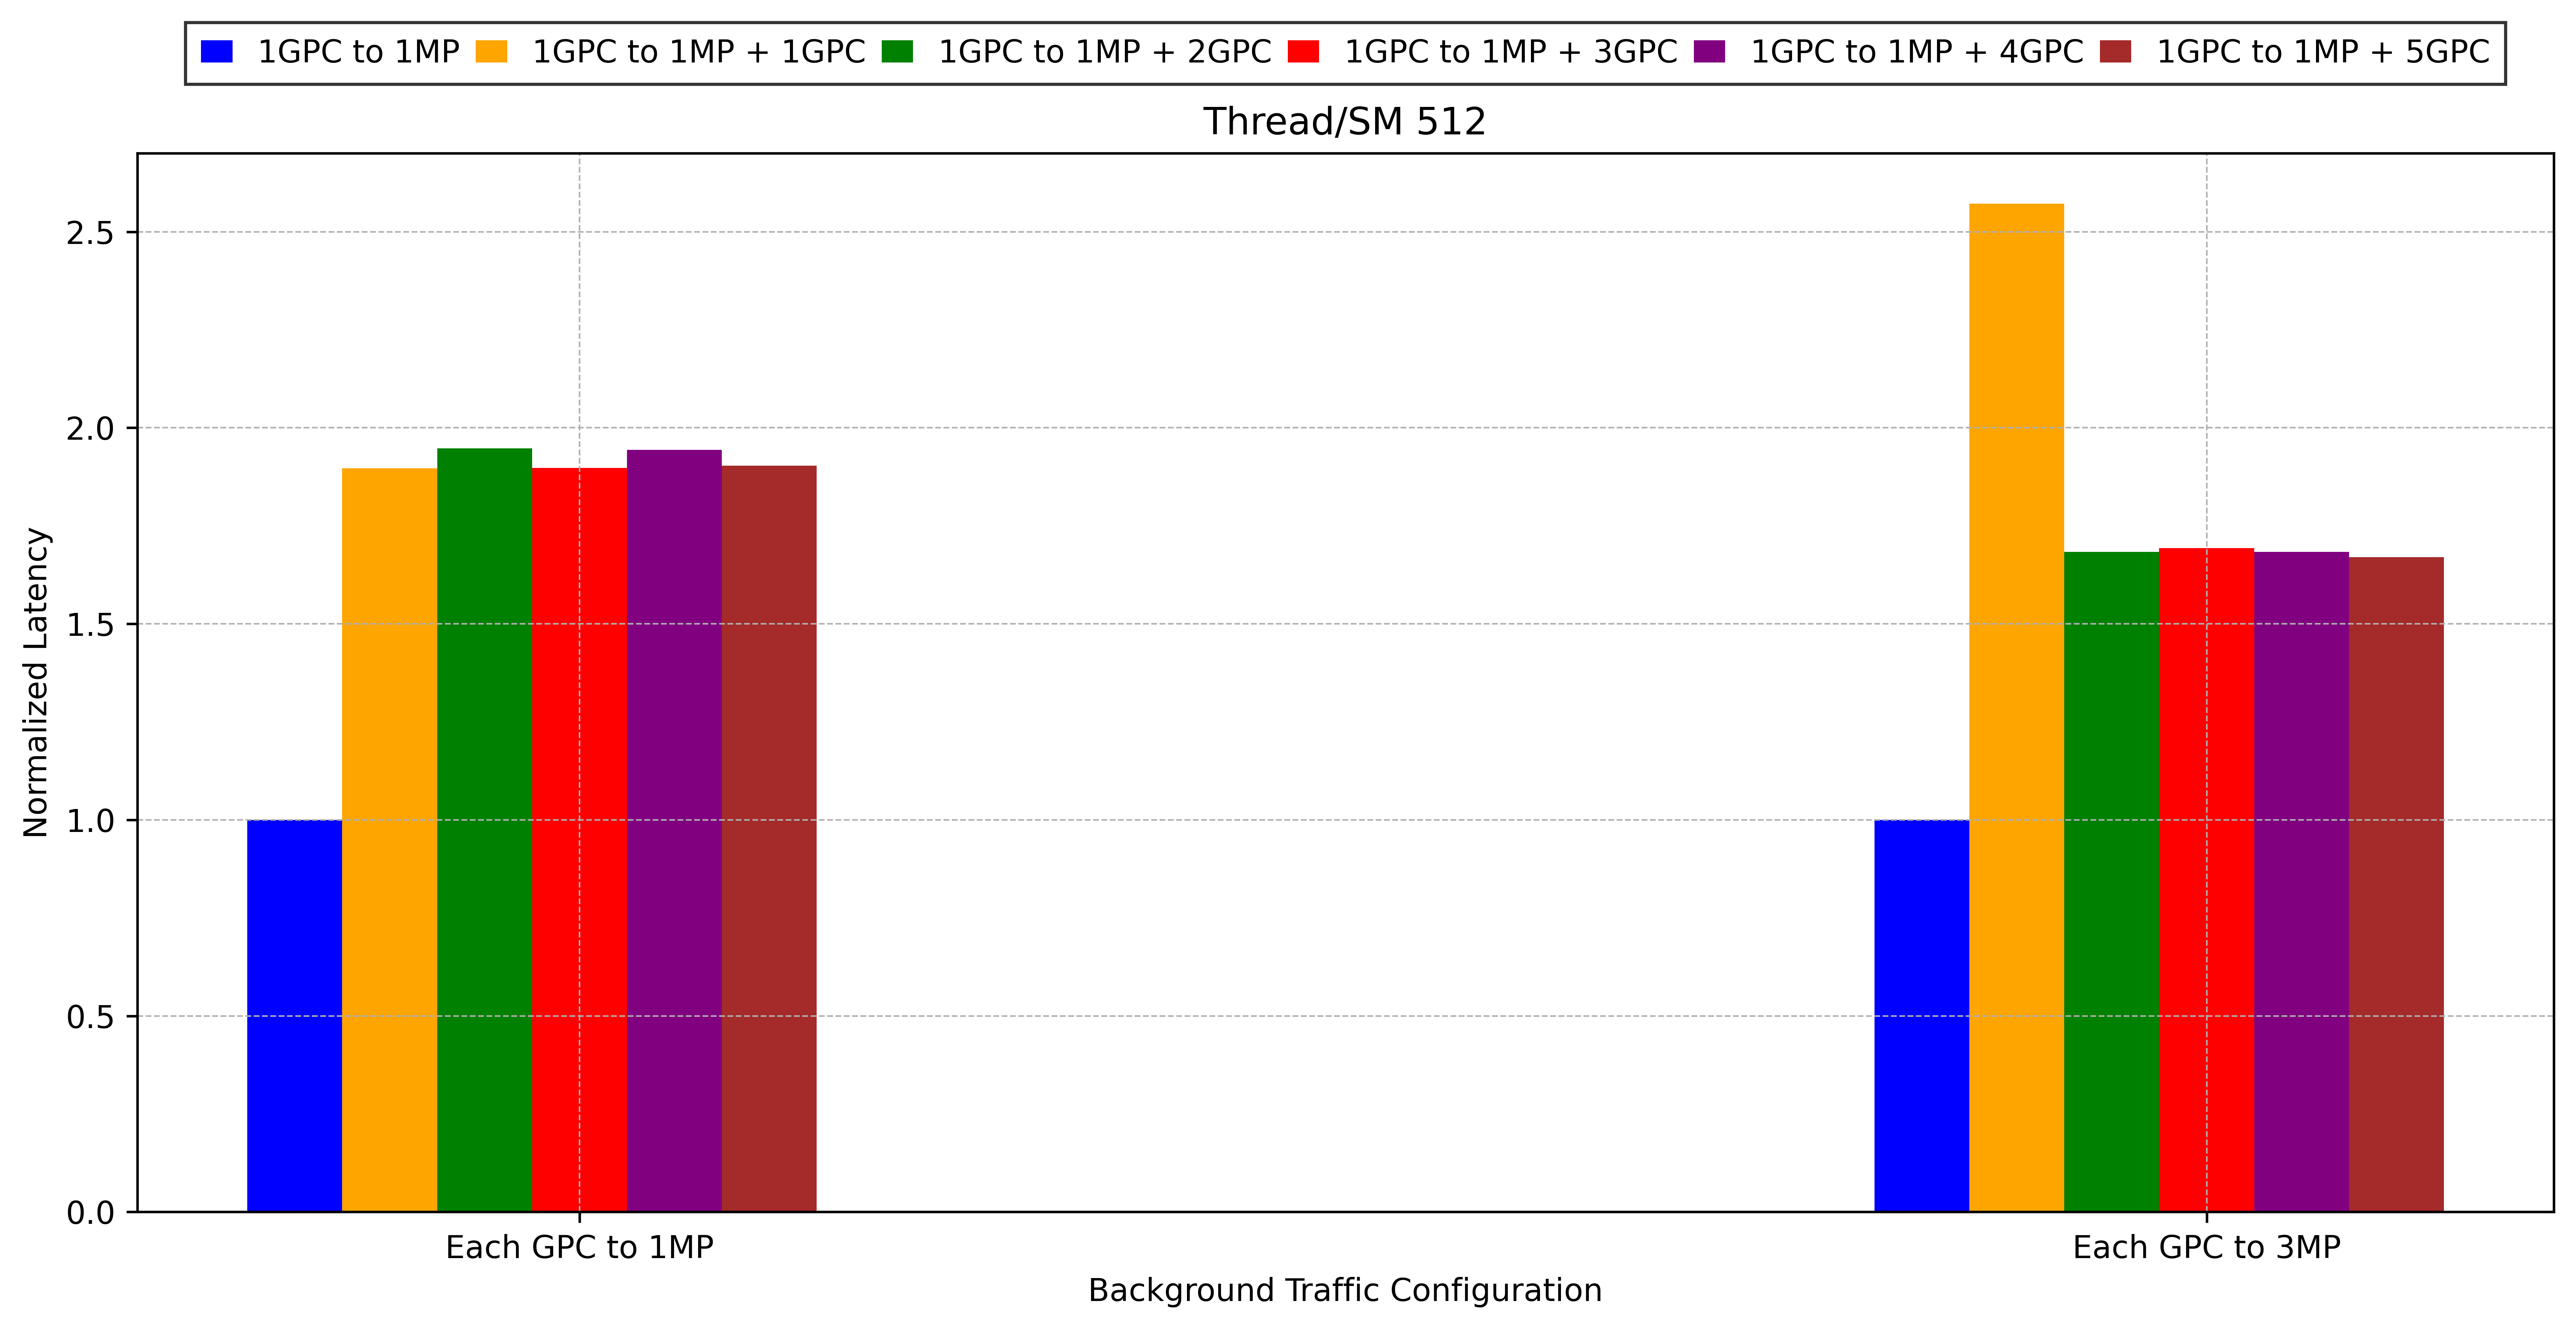 1GPC to 1MP 1GPC to 1MP + 1GPC 1GPC to 1MP + 2GPC 1GPC to 1MP + 3GPC 1GPC to 1MP + 4GPC 1GPC to 1MP + 5GPC
Thread/SM 512
Normalized Latency
2.5
2.0
1.5
1.0
0.5
0.0
Each GPC to 1MP Each GPC to 3MP
Background Traffic Configuration